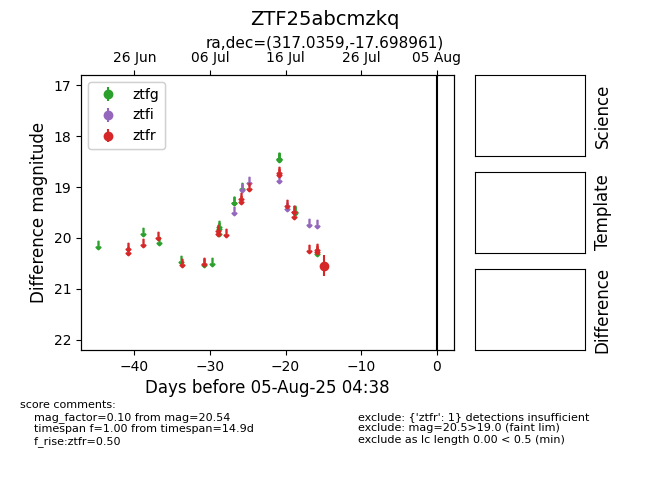 ZTF25abcmzkq
ra,dec=(317.0359,-17.698961)
26 Jun 06 Jul 16 Jul 26 Jul 05 Aug
17
18
19
20
21
22
Difference magnitude
ztfg
ztfi
ztfr
−40 −30 −20 −10 0
Days before 05-Aug-25 04:38
Science
Template
Difference
score comments:
mag_factor=0.10 from mag=20.54
timespan f=1.00 from timespan=14.9d
f_rise:ztfr=0.50
exclude: {'ztfr': 1} detections insufficient
exclude: mag=20.5>19.0 (faint lim)
exclude as lc length 0.00 < 0.5 (min)